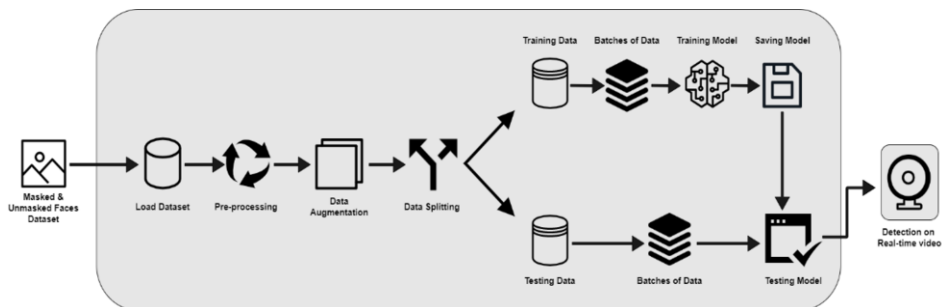 Training Data
Batches of Data
Training Model
Saving Model
Masked &
Unmasked Faces
Dataset
Load Dataset
Pre-processing
Data
Augmentation
Data Splitting
Testing Data
Batches of Data
Testing Model
Detection on
Real-time video